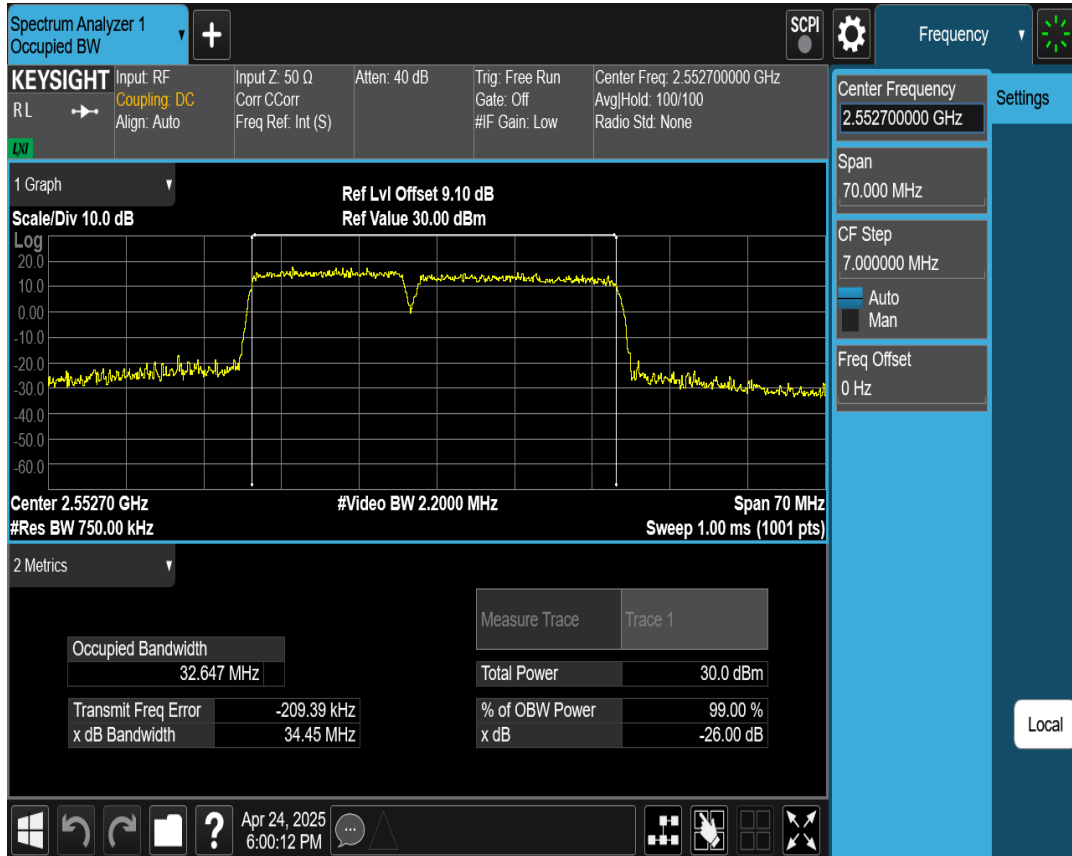 Spectrum Analyzer 1
Occupied BW
+
SCPI
Frequency
KEYSIGHT
R L
LXI
Input: RF
Coupling: DC
Align: Auto
Input Z: 50 Ω
Corr CCorr
Freq Ref: Int (S)
Atten: 40 dB
Trig: Free Run
Gate: Off
#IF Gain: Low
Center Freq: 2.552700000 GHz
Avg|Hold: 100/100
Radio Std: None
Center Frequency
2.552700000 GHz
Settings
Span
70.000 MHz
CF Step
7.000000 MHz
Auto
Man
Freq Offset
0 Hz
Local
1 Graph
Scale/Div 10.0 dB
Ref Lvl Offset 9.10 dB
Ref Value 30.00 dBm
Log
20.0
10.0
0.00
-10.0
-20.0
-30.0
-40.0
-50.0
-60.0
Center 2.55270 GHz
#Video BW 2.2000 MHz
Span 70 MHz
#Res BW 750.00 kHz
Sweep 1.00 ms (1001 pts)
2 Metrics
Measure Trace
Trace 1
Occupied Bandwidth
32.647 MHz
Total Power
30.0 dBm
Transmit Freq Error
-209.39 kHz
% of OBW Power
99.00 %
x dB Bandwidth
34.45 MHz
x dB
-26.00 dB
?
Apr 24, 2025
6:00:12 PM